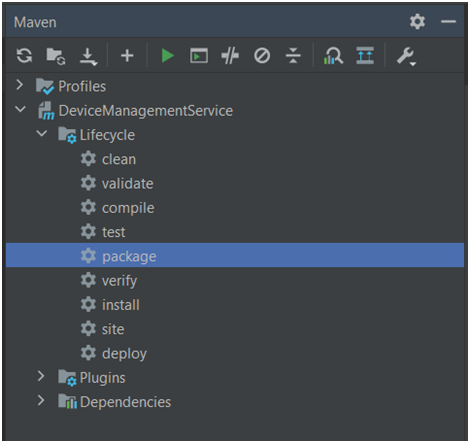 Maven
Profiles
DeviceManagementService
Lifecycle
clean
validate
compile
test
package
verify
install
site
deploy
Plugins
Dependencies